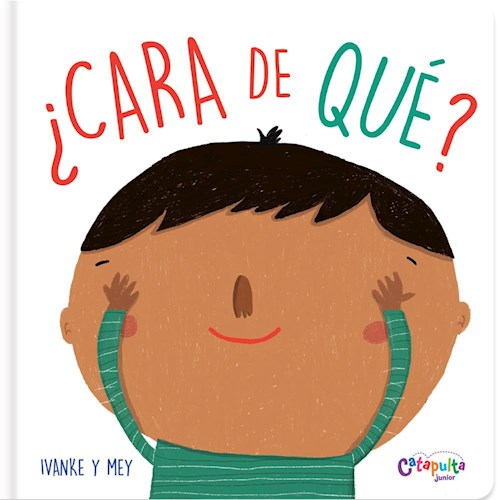 ¿CARA DE QUÉ?
IVANKE Y MEY
Catapulta
junior